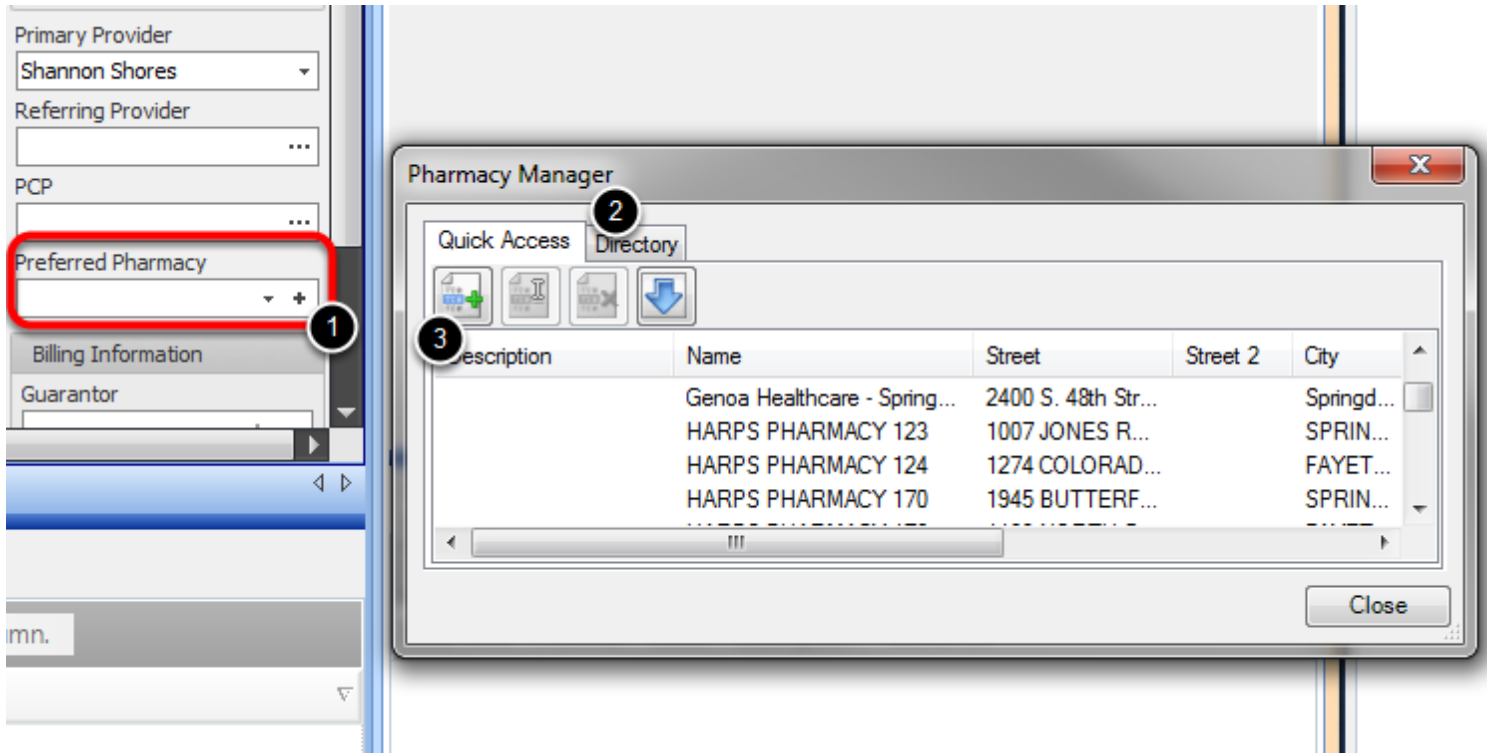 Primary Provider
Shannon Shores
Referring Provider
...
PCP
...
Preferred Pharmacy
1
Billing Information
Guarantor
mn.
Pharmacy Manager
2
Quick Access Directory
3
Description Name Street Street 2 City
Genoa Healthcare - Spring... 2400 S. 48th Str... Springd...
HARPS PHARMACY 123 1007 JONES R... SPRIN...
HARPS PHARMACY 124 1274 COLORAD... FAYET...
HARPS PHARMACY 170 1945 BUTTERF... SPRIN...
Close